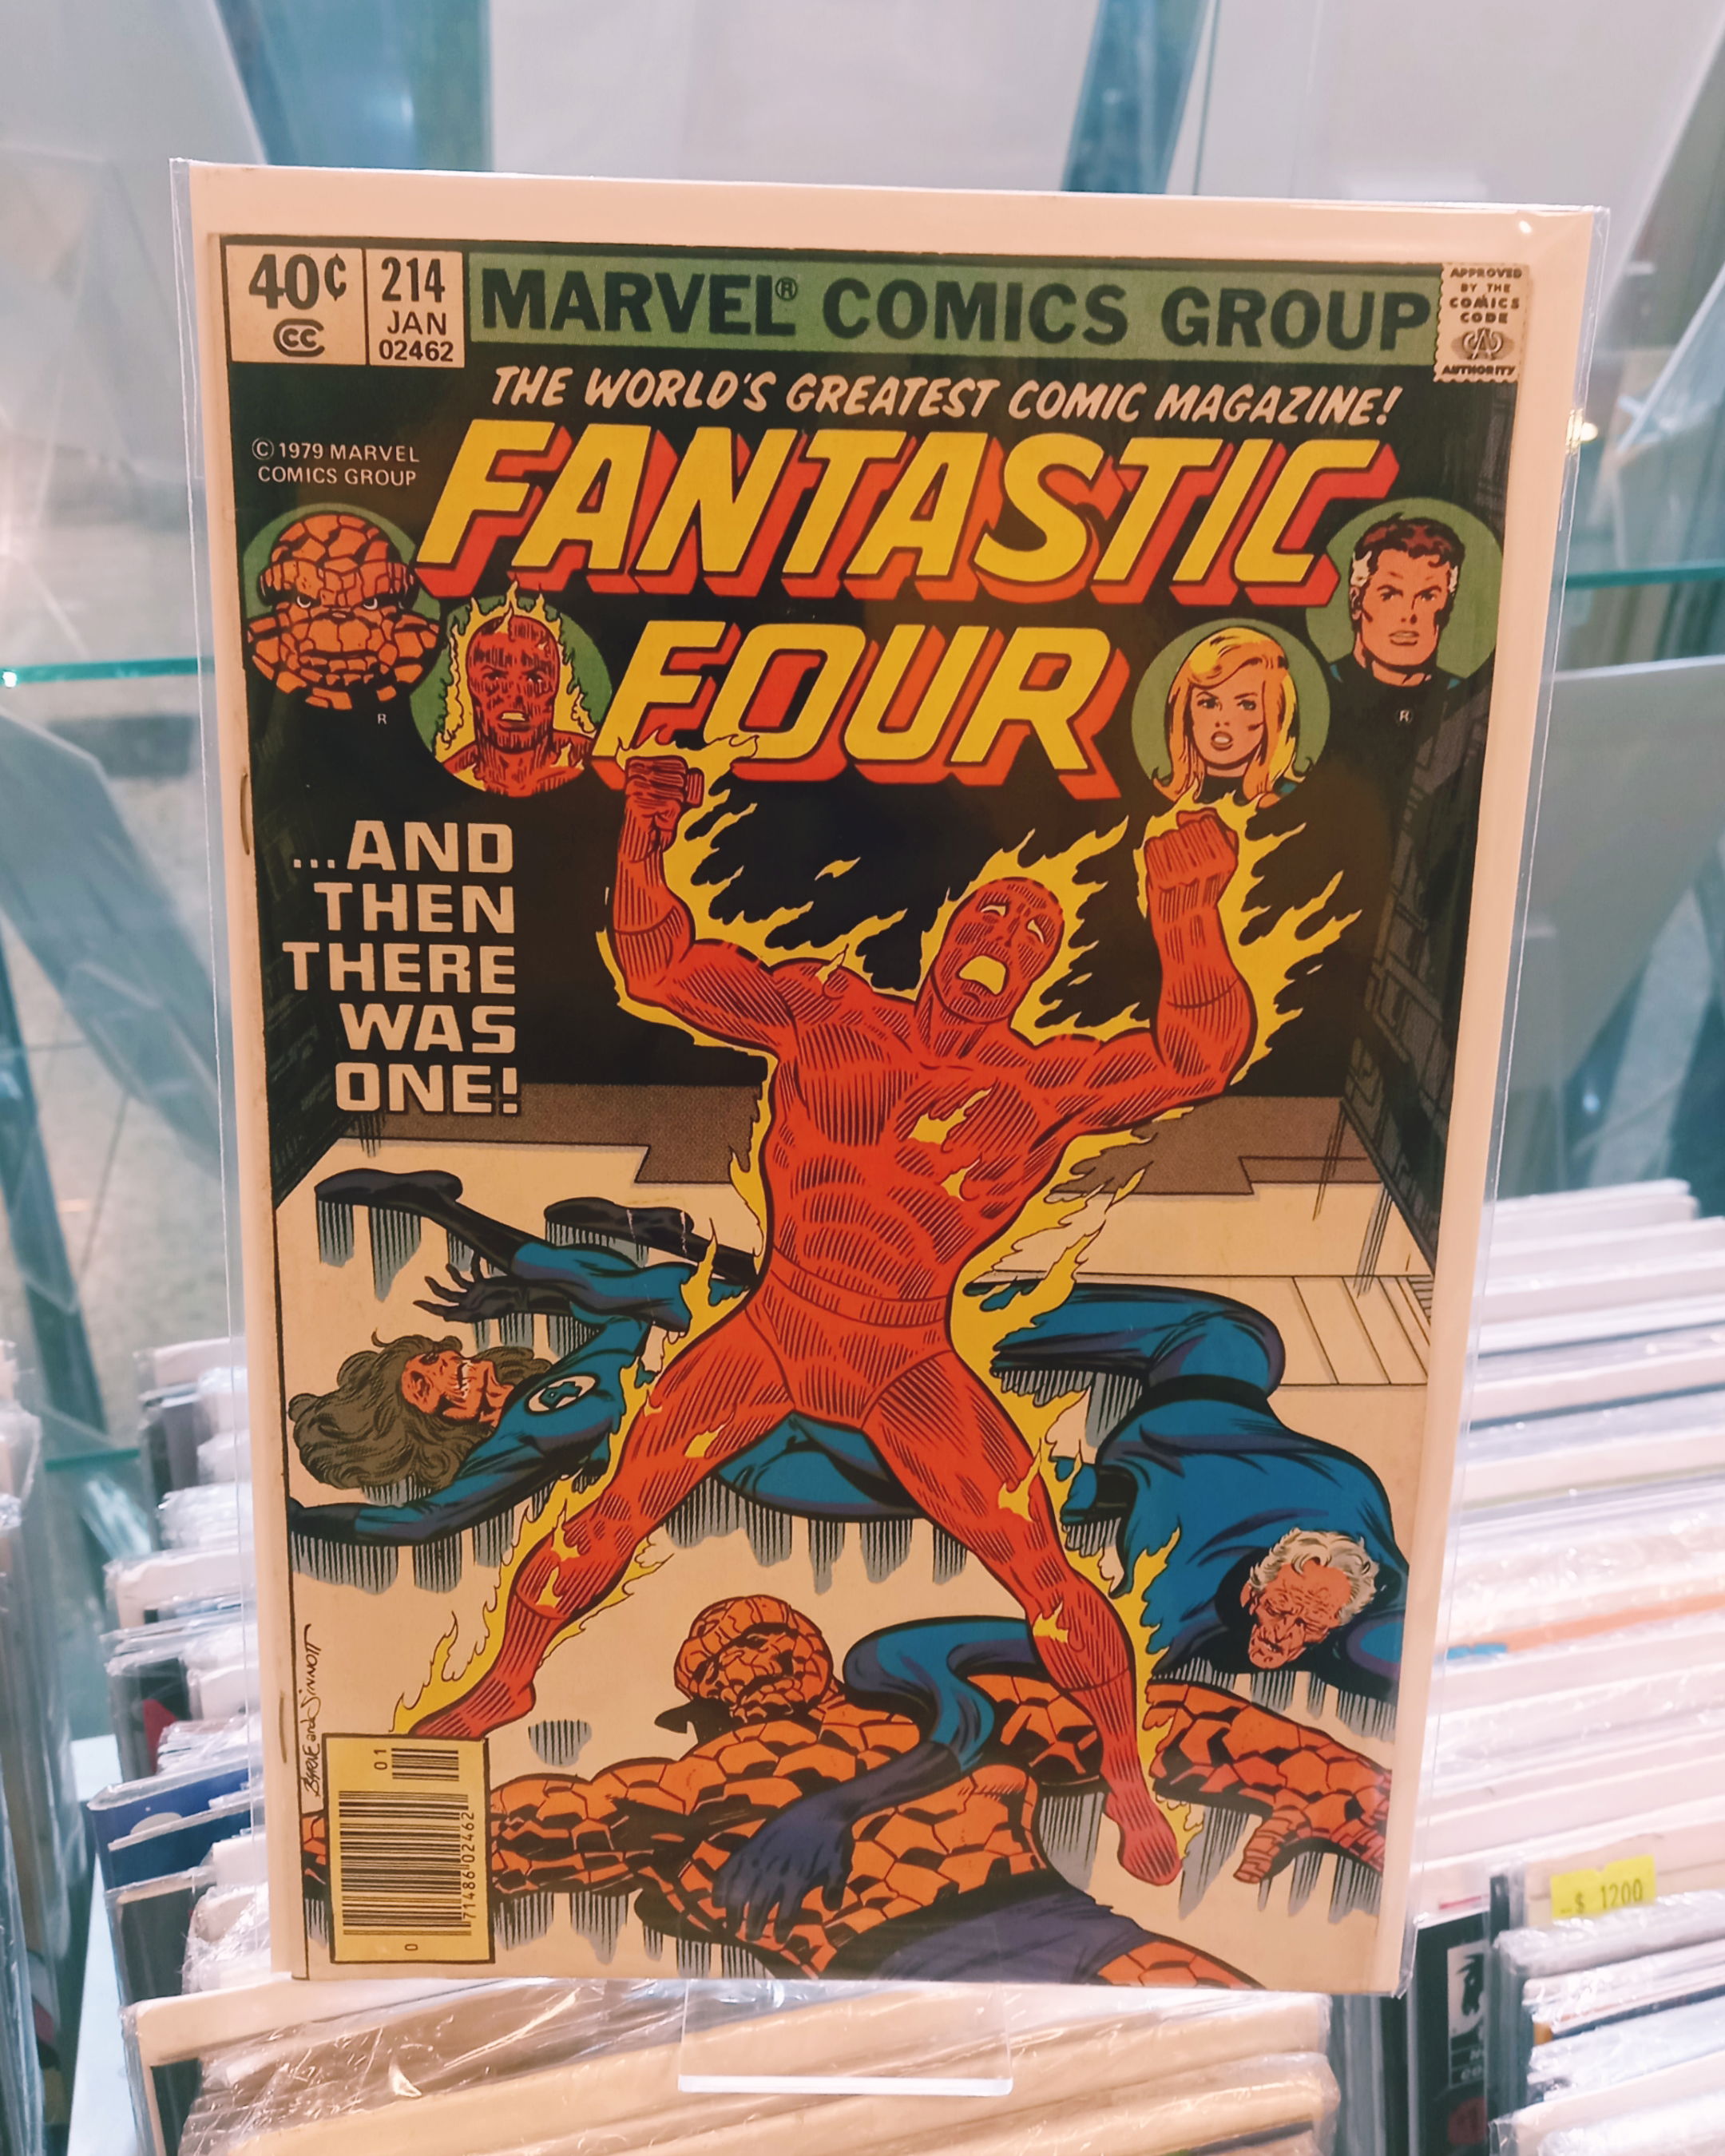 40¢
CC
214
JAN
02462
MARVEL® COMICS GROUP
APPROVED
BY THE
COMICS
CODE
CA
AUTHORITY
THE WORLD'S GREATEST COMIC MAGAZINE!
© 1979 MARVEL
COMICS GROUP
FANTASTIC
FOUR
R
R
...AND
THEN
THERE
WAS
ONE!
4
BYRNE and SINNOTT
01
71486 02462
0
$ 1200